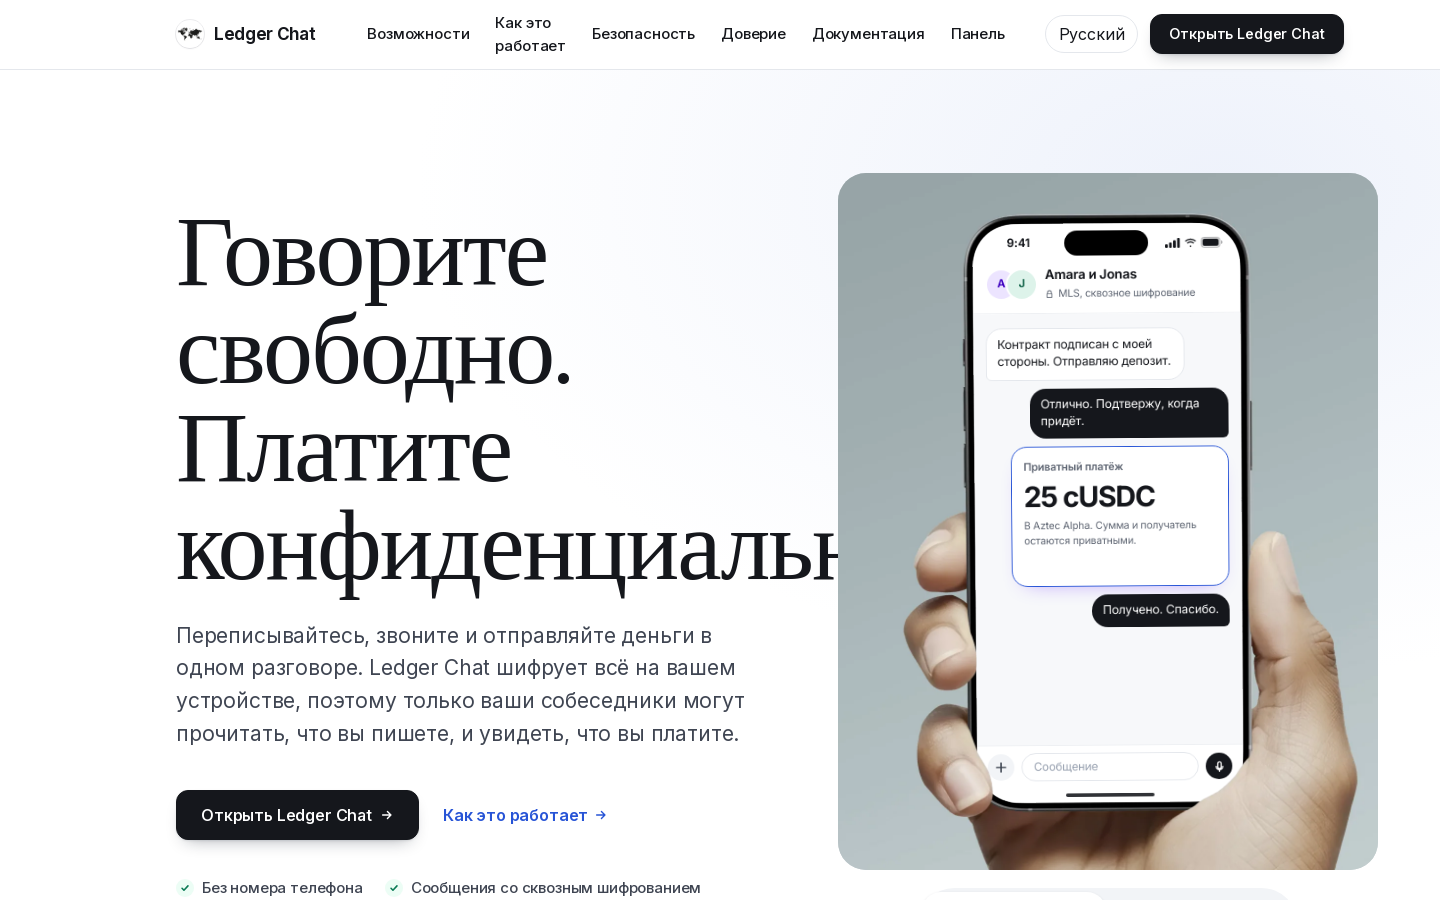 Ledger Chat
Возможности
Как это
работает
Безопасность
Доверие
Документация
Панель
Русский
Открыть Ledger Chat
Говорите
свободно.
Платите
конфиденциальн
Переписывайтесь, звоните и отправляйте деньги в
одном разговоре. Ledger Chat шифрует всё на вашем
устройстве, поэтому только ваши собеседники могут
прочитать, что вы пишете, и увидеть, что вы платите.
Открыть Ledger Chat →
Как это работает →
Без номера телефона
Сообщения со сквозным шифрованием
9:41
A
J
Amara и Jonas
MLS, сквозное шифрование
Контракт подписан с моей
стороны. Отправляю депозит.
Отлично. Подтвержу, когда
придёт.
Приватный платёж
25 cUSDC
В Aztec Alpha. Сумма и получатель
остаются приватными.
Получено. Спасибо.
Сообщение